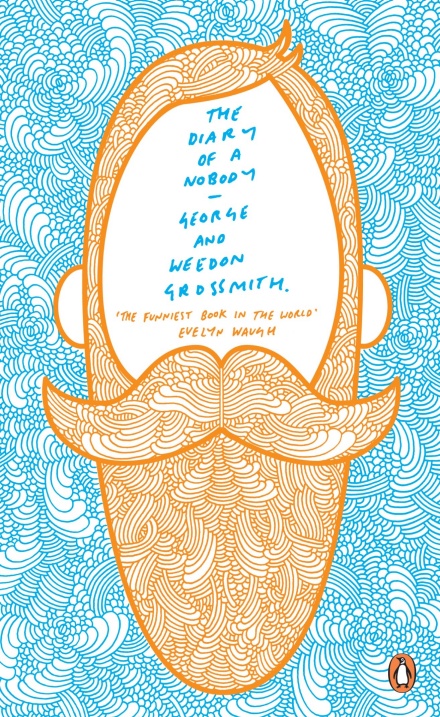 THE
DIARY
OF A
NOBODY
–
GEORGE
AND
WEEDON
GROSSMITH.
'THE FUNNIEST BOOK IN THE WORLD'
EVELYN WAUGH